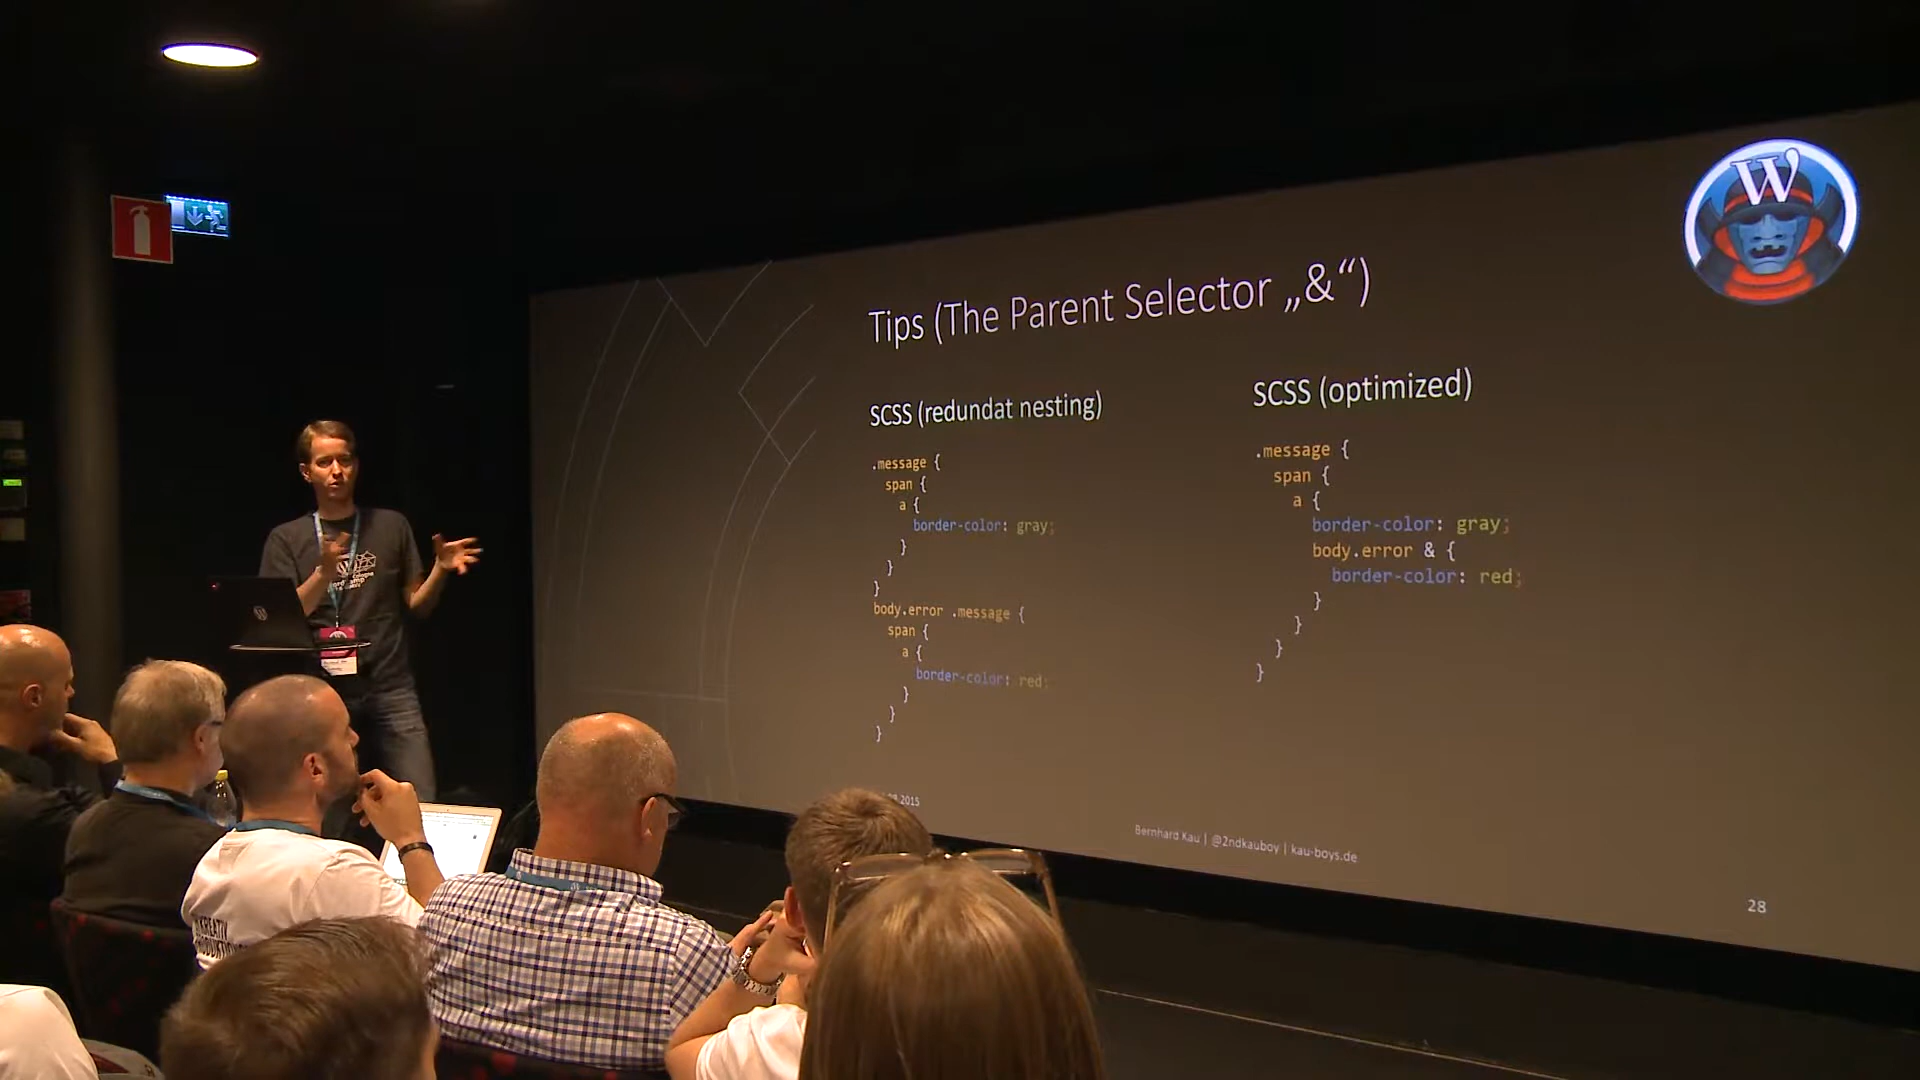 Tips (The Parent Selector „&“)
SCSS (redundat nesting)
.message {
span {
a {
border-color: gray;
}
}
}
body.error .message {
span {
a {
border-color: red;
}
}
}
SCSS (optimized)
.message {
span {
a {
border-color: gray;
body.error & {
border-color: red;
}
}
}
}
2015
Bernhard Kau | @2ndkauboy | kau-boys.de
28
W
KREATIV